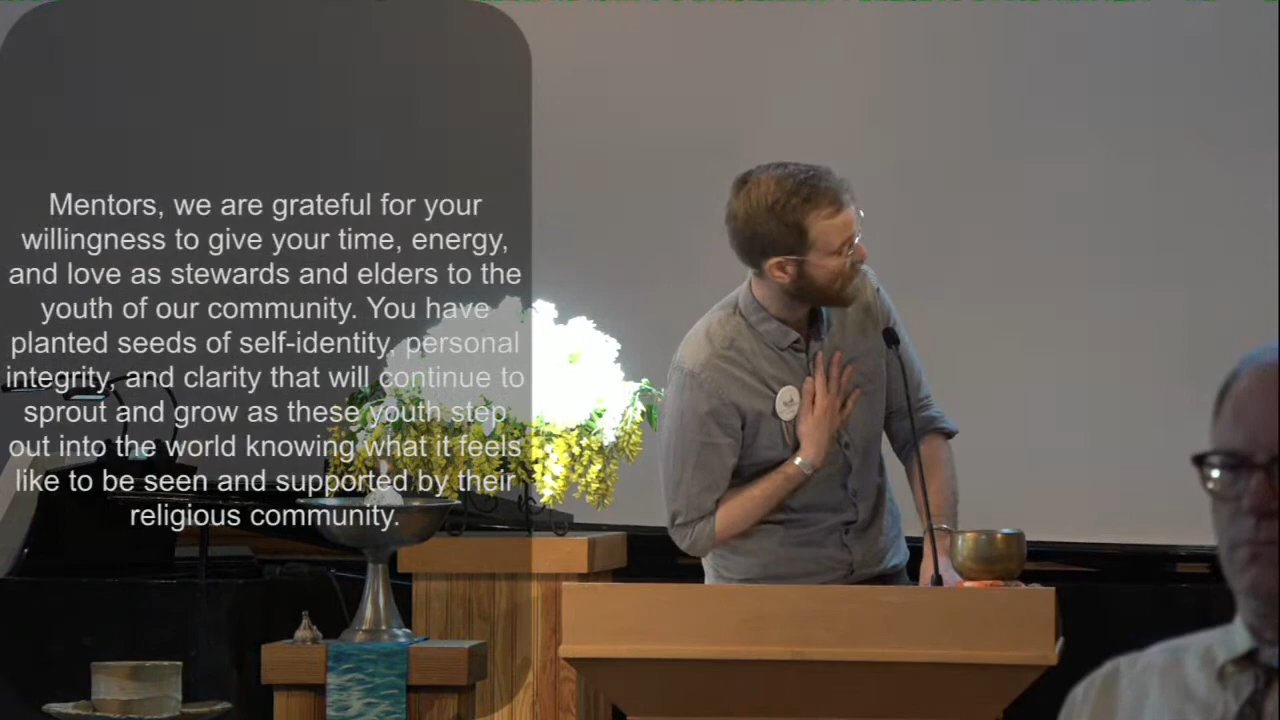 Mentors, we are grateful for your
willingness to give your time, energy,
and love as stewards and elders to the
youth of our community. You have
planted seeds of self-identity, personal
integrity, and clarity that will continue to
sprout and grow as these youth step
out into the world knowing what it feels
like to be seen and supported by their
religious community.